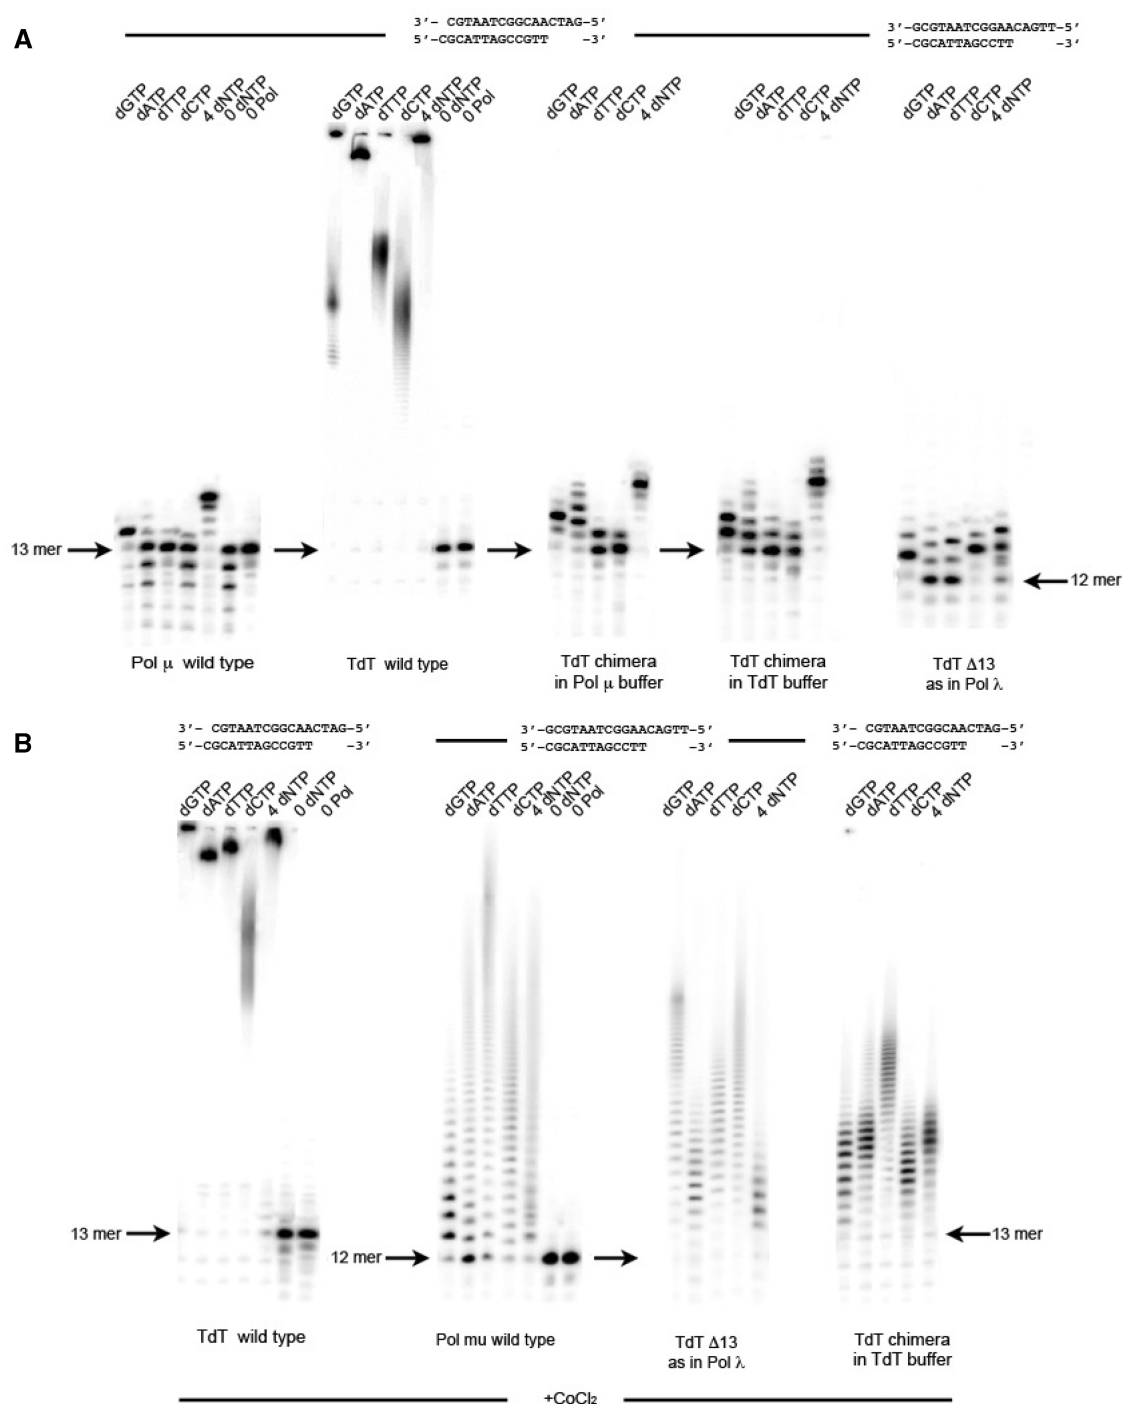 A
3’– CGTAATCGGCAACTAG–5’
5’–CGCATTAGCCGTT –3’
3’–GCGTAATCGGAACAGTT–5’
5’–CGCATTAGCCTT –3’
dGTP dATP dTTP dCTP 4 dNTP 0 dNTP 0 Pol
dGTP dATP dTTP dCTP 4 dNTP 0 dNTP 0 Pol
dGTP dATP dTTP dCTP 4 dNTP
dGTP dATP dTTP dCTP 4 dNTP
dGTP dATP dTTP dCTP 4 dNTP
13 mer
12 mer
Pol μ wild type
TdT wild type
TdT chimera
in Pol μ buffer
TdT chimera
in TdT buffer
TdT Δ13
as in Pol λ
B
3’– CGTAATCGGCAACTAG–5’
5’–CGCATTAGCCGTT –3’
3’–GCGTAATCGGAACAGTT–5’
5’–CGCATTAGCCTT –3’
3’– CGTAATCGGCAACTAG–5’
5’–CGCATTAGCCGTT –3’
dGTP dATP dTTP dCTP 4 dNTP 0 dNTP 0 Pol
dGTP dATP dTTP dCTP 4 dNTP 0 dNTP 0 Pol
dGTP dATP dTTP dCTP 4 dNTP
dGTP dATP dTTP dCTP 4 dNTP
13 mer
12 mer
13 mer
TdT wild type
Pol mu wild type
TdT Δ13
as in Pol λ
TdT chimera
in TdT buffer
+CoCl₂